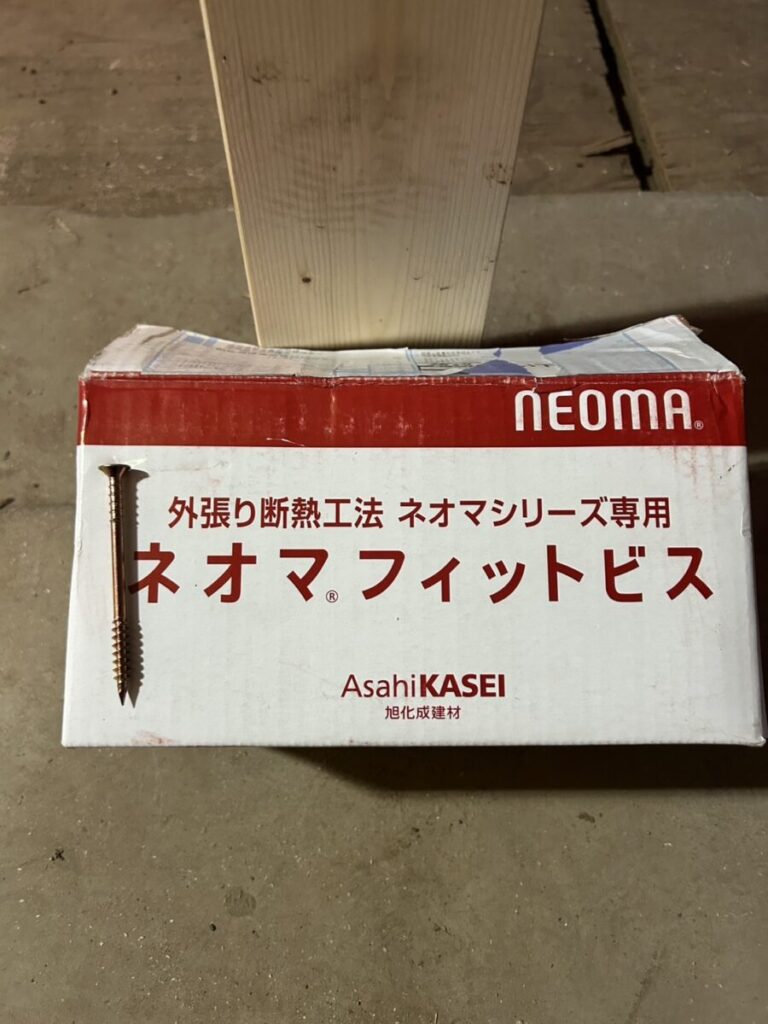 NEOMA®
外張り断熱工法 ネオマシリーズ専用
ネオマ®フィットビス
AsahiKASEI
旭化成建材